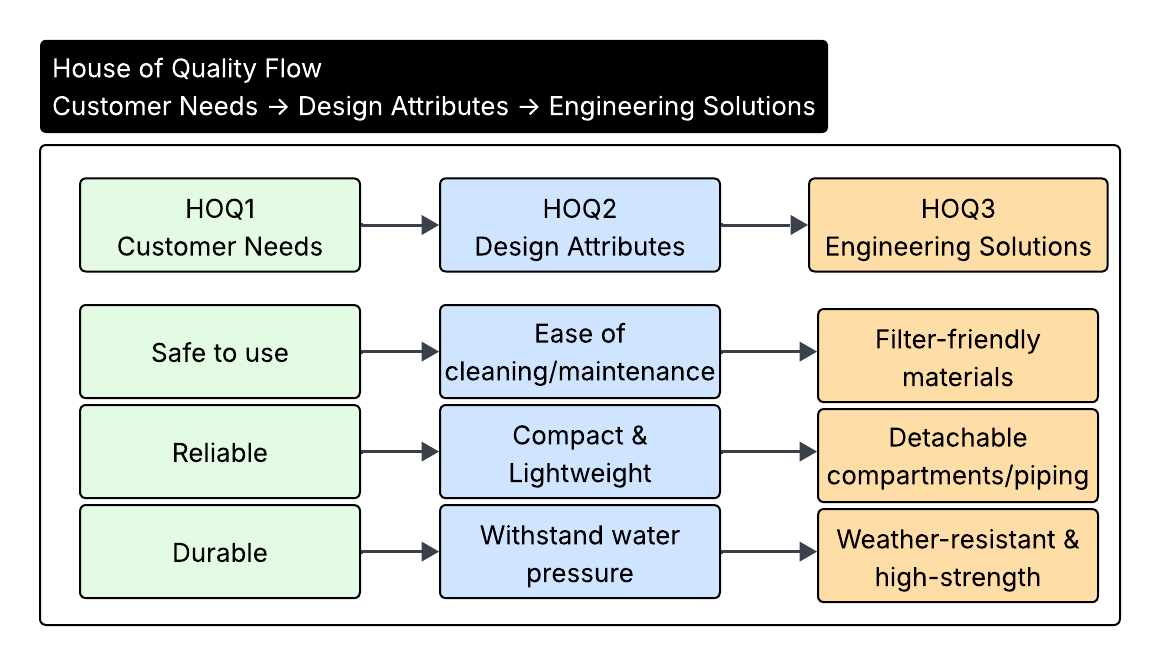 House of Quality Flow
Customer Needs → Design Attributes → Engineering Solutions
HOQ1
Customer Needs
HOQ2
Design Attributes
HOQ3
Engineering Solutions
Safe to use
Ease of
cleaning/maintenance
Filter-friendly
materials
Reliable
Compact &
Lightweight
Detachable
compartments/piping
Durable
Withstand water
pressure
Weather-resistant &
high-strength